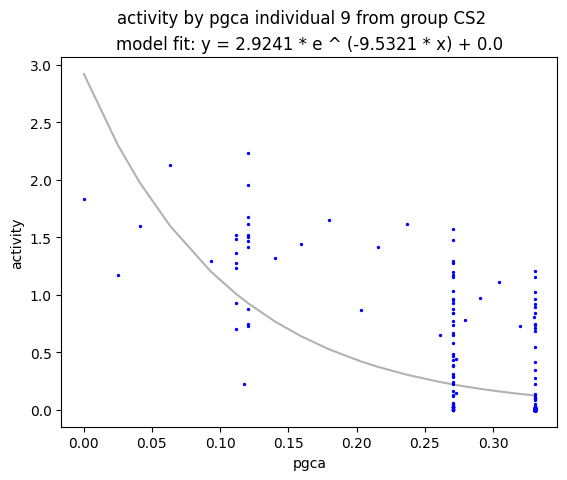 activity by pgca individual 9 from group CS2
model fit: y = 2.9241 * e ^ (-9.5321 * x) + 0.0
3.0
2.5
2.0
1.5
1.0
0.5
0.0
activity
0.00 0.05 0.10 0.15 0.20 0.25 0.30
pgca